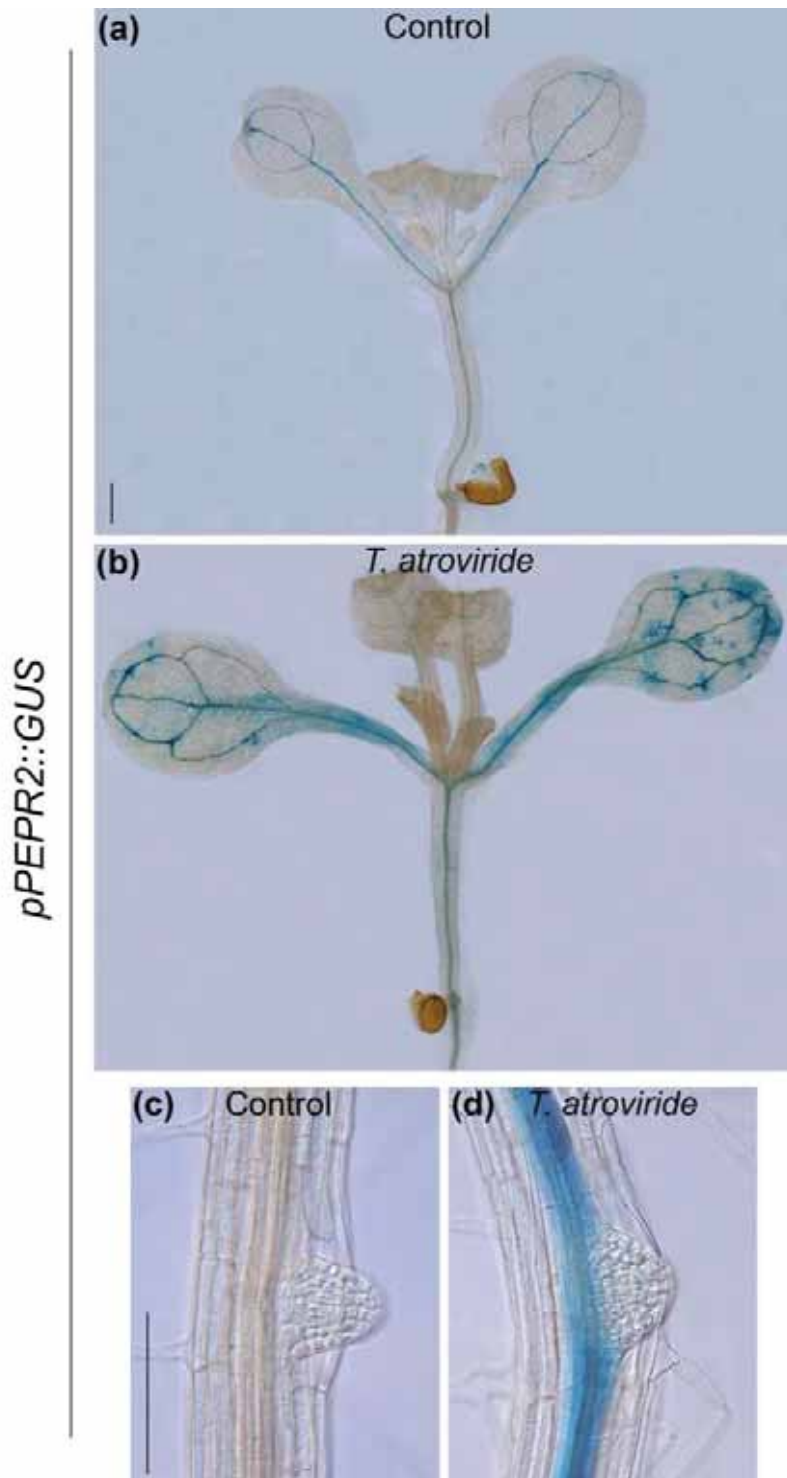 (a) Control
(b) T. atroviride
pPEPR2::GUS
(c) Control
(d) T. atroviride